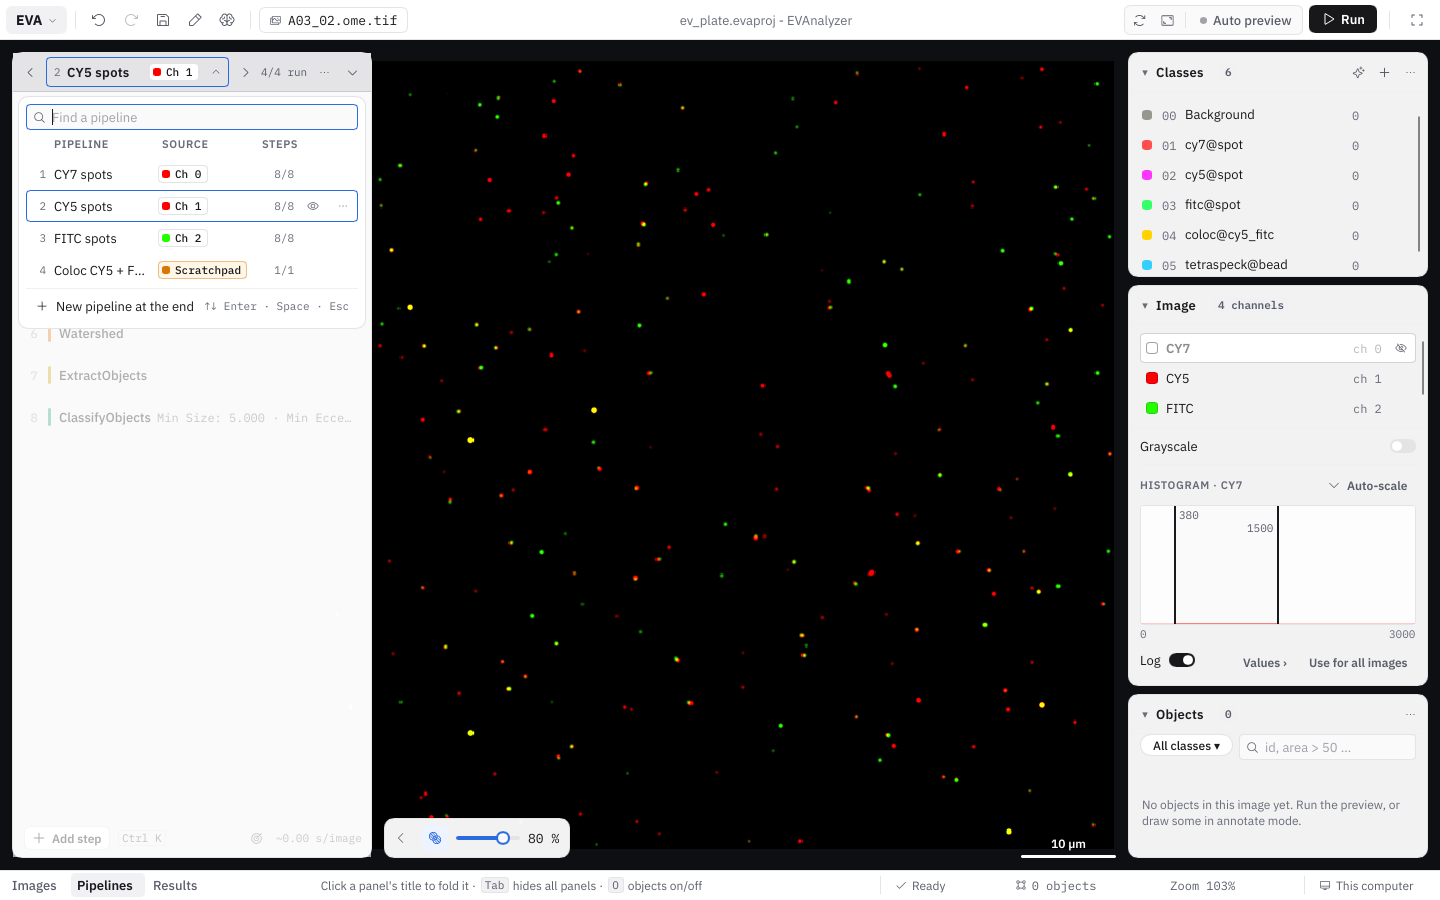 EVA
A03_02.ome.tif
ev_plate.evaproj - EVAnalyzer
Auto preview
Run
2 CY5 spots Ch 1 4/4 run ...
Find a pipeline
PIPELINE SOURCE STEPS
1 CY7 spots Ch 0 8/8
2 CY5 spots Ch 1 8/8 ...
3 FITC spots Ch 2 8/8
4 Coloc CY5 + F... Scratchpad 1/1
+ New pipeline at the end ↑↓ Enter · Space · Esc
6 Watershed
7 ExtractObjects
8 ClassifyObjects Min Size: 5.000 · Min Ecce...
+ Add step Ctrl K ~0.00 s/image
80 %
10 µm
Classes 6
00 Background 0
01 cy7@spot 0
02 cy5@spot 0
03 fitc@spot 0
04 coloc@cy5_fitc 0
05 tetraspeck@bead 0
Image 4 channels
CY7 ch 0
CY5 ch 1
FITC ch 2
Grayscale
HISTOGRAM · CY7 Auto-scale
380
1500
0 3000
Log Values › Use for all images
Objects 0 ...
All classes ▾ id, area > 50 ...
No objects in this image yet. Run the preview, or
draw some in annotate mode.
Images Pipelines Results
Click a panel's title to fold it · Tab hides all panels · O objects on/off
Ready
0 objects
Zoom 103%
This computer